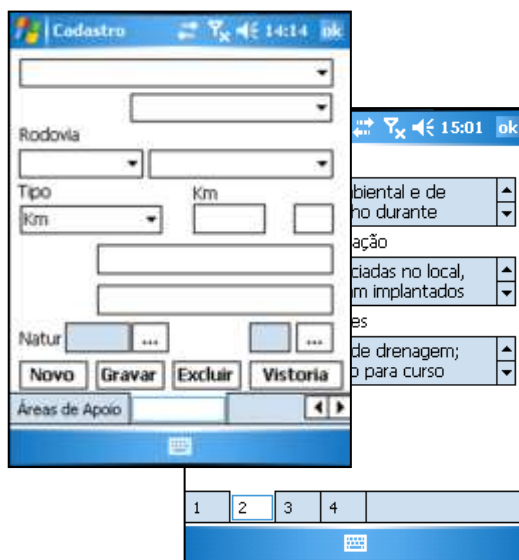 Cadastro 14:14 ok
Rodovia
Tipo Km
Km
Natur ... ...
Novo Gravar Excluir Vistoria
Áreas de Apoio
15:01 ok
biental e de
ho durante
ação
ciadas no local,
m implantados
es
de drenagem;
o para curso
1 2 3 4